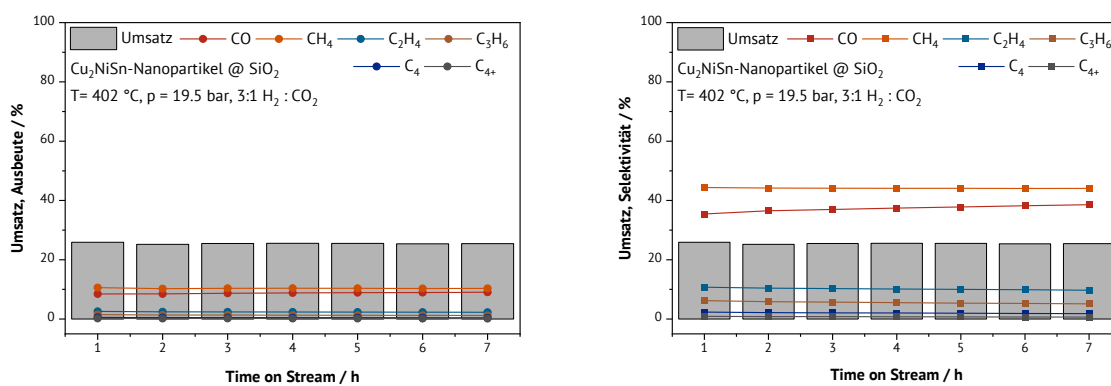 100
80
60
40
20
0
Umsatz, Ausbeute / %
Umsatz CO CH₄ C₂H₄ C₃H₆
C₄ C₄₊
Cu₂NiSn-Nanopartikel @ SiO₂
T= 402 °C, p = 19.5 bar, 3:1 H₂ : CO₂
1 2 3 4 5 6 7
Time on Stream / h
100
80
60
40
20
0
Umsatz, Selektivität / %
Umsatz CO CH₄ C₂H₄ C₃H₆
C₄ C₄₊
Cu₂NiSn-Nanopartikel @ SiO₂
T= 402 °C, p = 19.5 bar, 3:1 H₂ : CO₂
1 2 3 4 5 6 7
Time on Stream / h